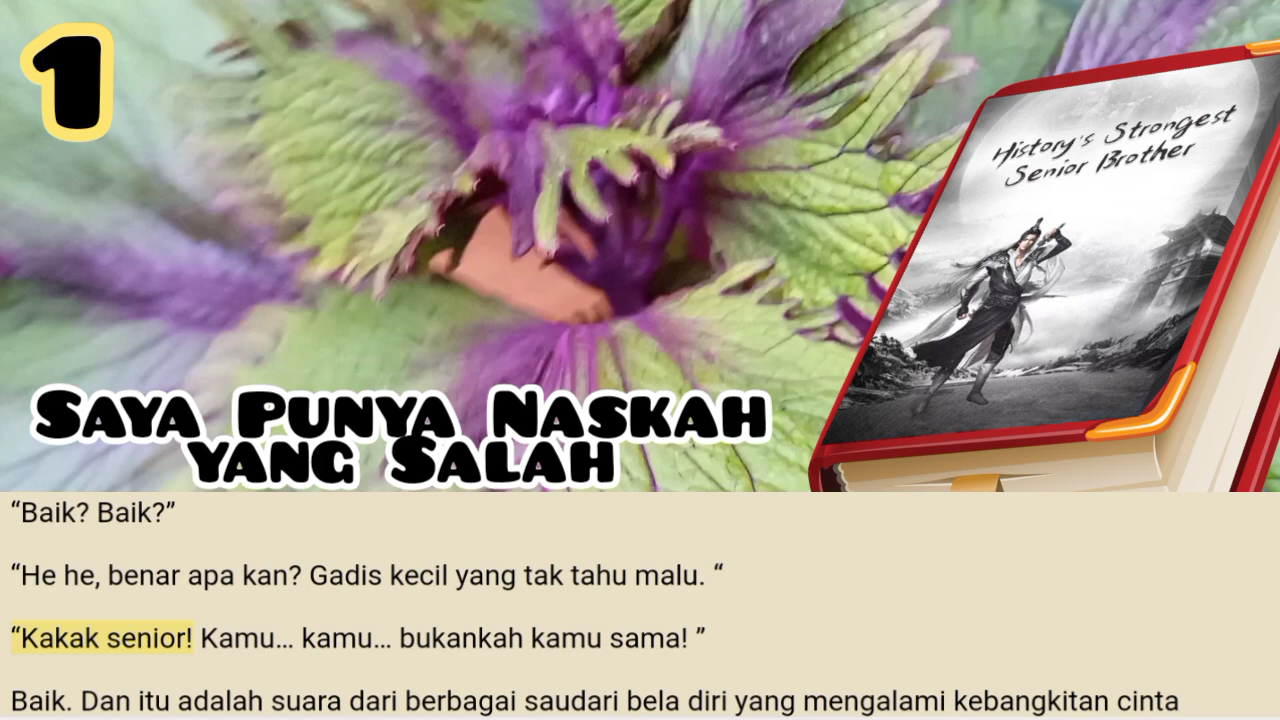 1
History's Strongest
Senior Brother
SAYA PUNYA NASKAH
YANG SALAH
“Baik? Baik?”
“He he, benar apa kan? Gadis kecil yang tak tahu malu. “
“Kakak senior! Kamu… kamu… bukankah kamu sama! ”
Baik. Dan itu adalah suara dari berbagai saudari bela diri yang mengalami kebangkitan cinta